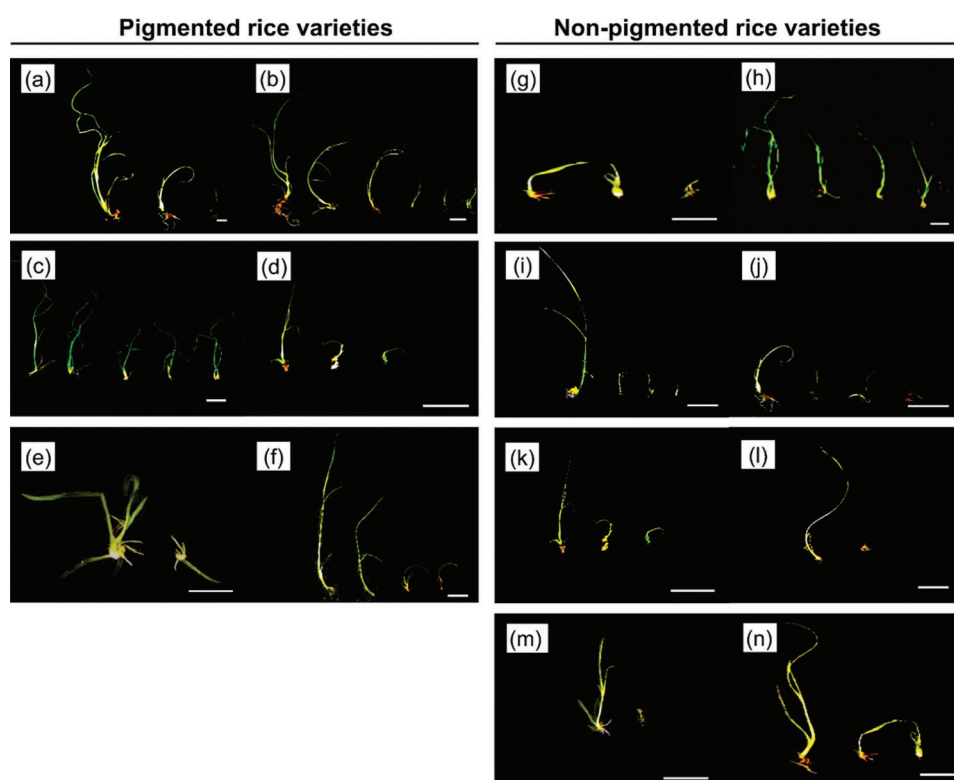 Pigmented rice varieties
Non-pigmented rice varieties
(a)
(b)
(g)
(h)
(c)
(d)
(i)
(j)
(e)
(f)
(k)
(l)
(m)
(n)